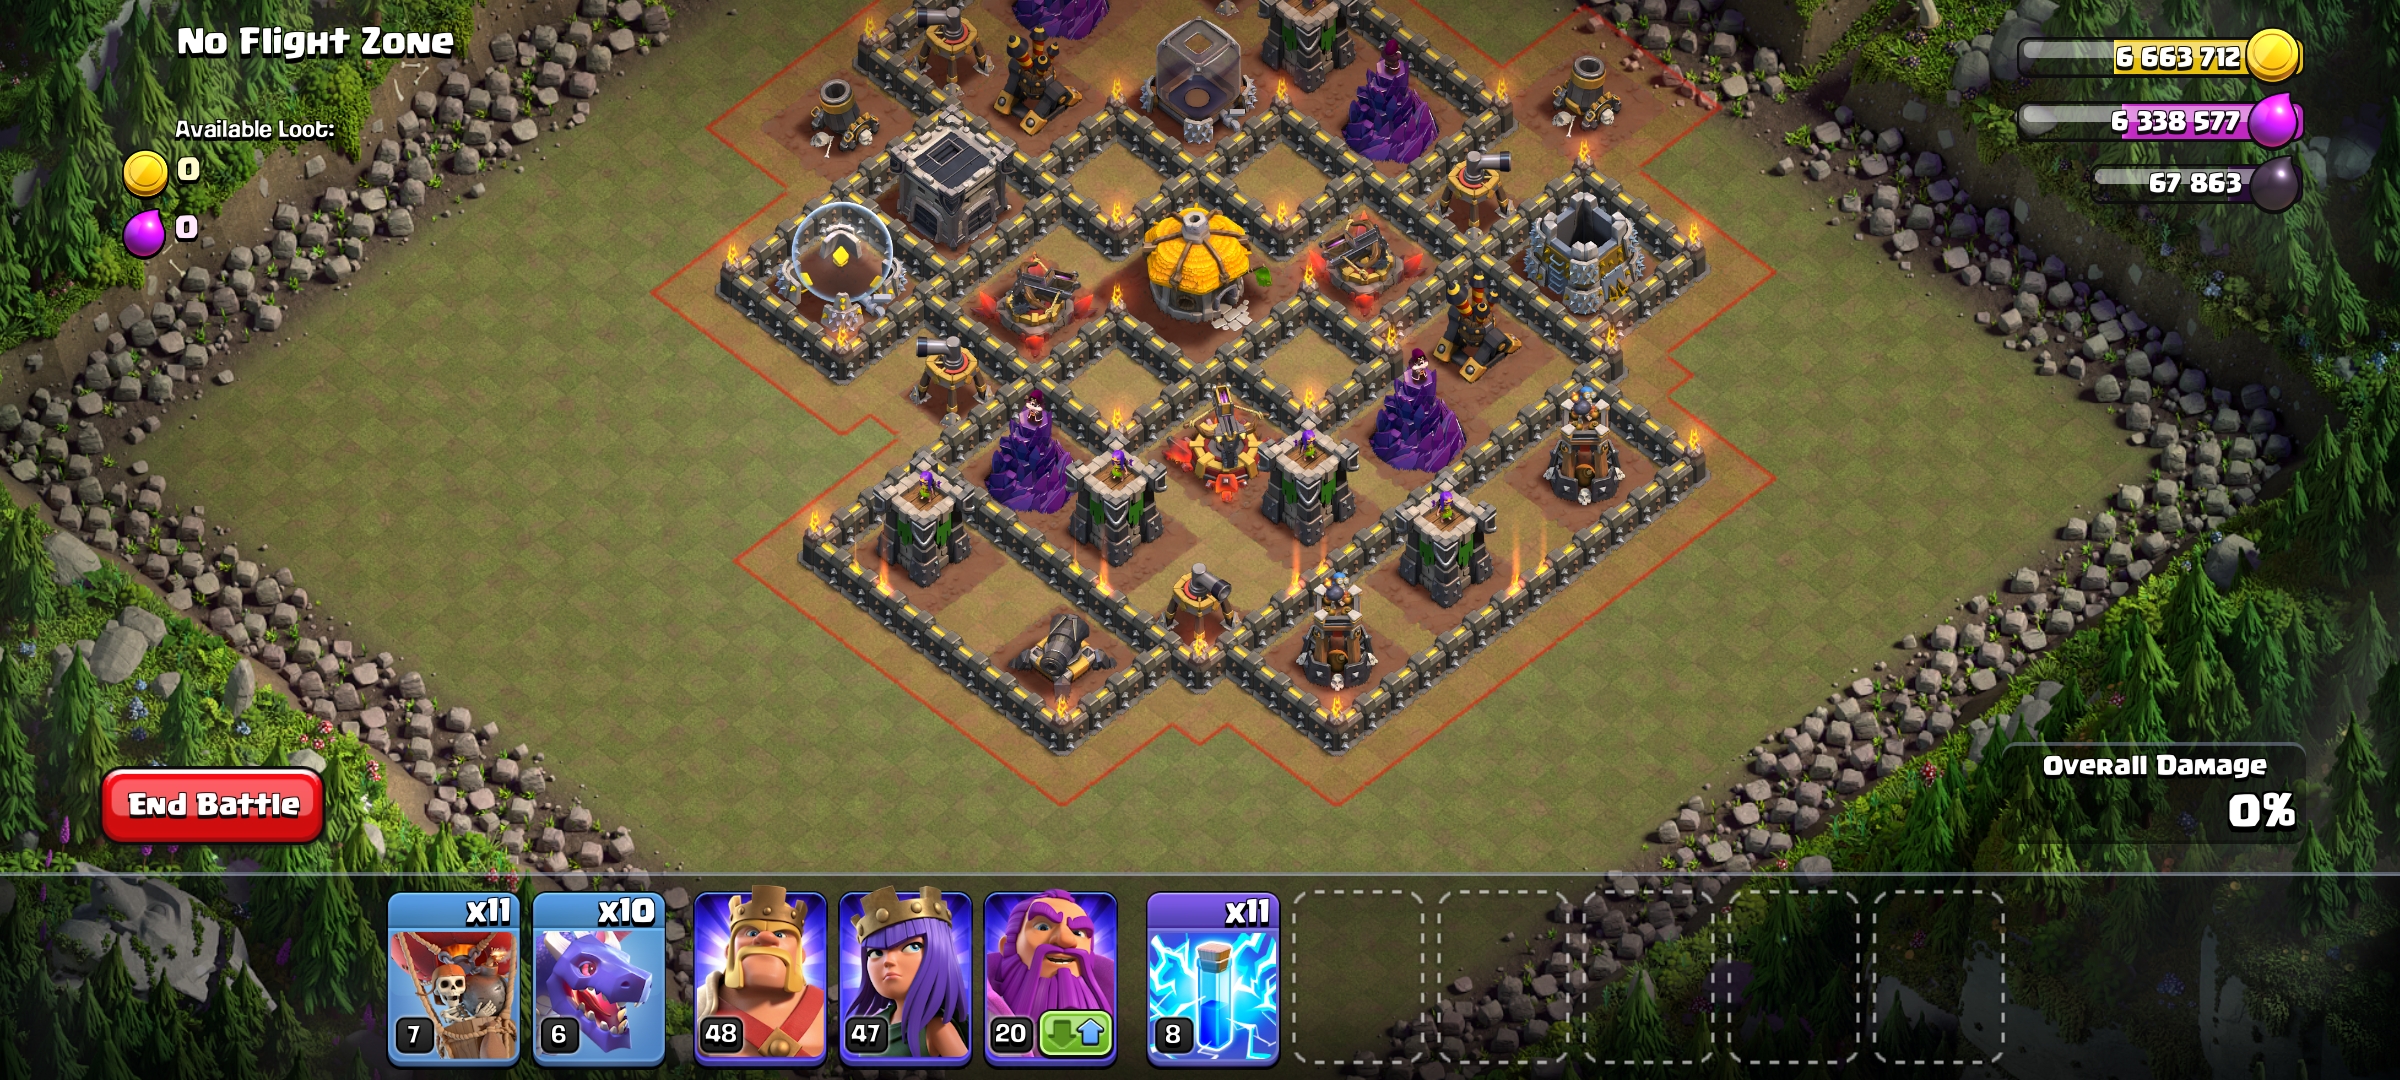 No Flight Zone
Available Loot:
0
0
6 663 712
6 338 577
67 863
End Battle
Overall Damage
0%
x11
x10
x11
7
6
48
47
20
8